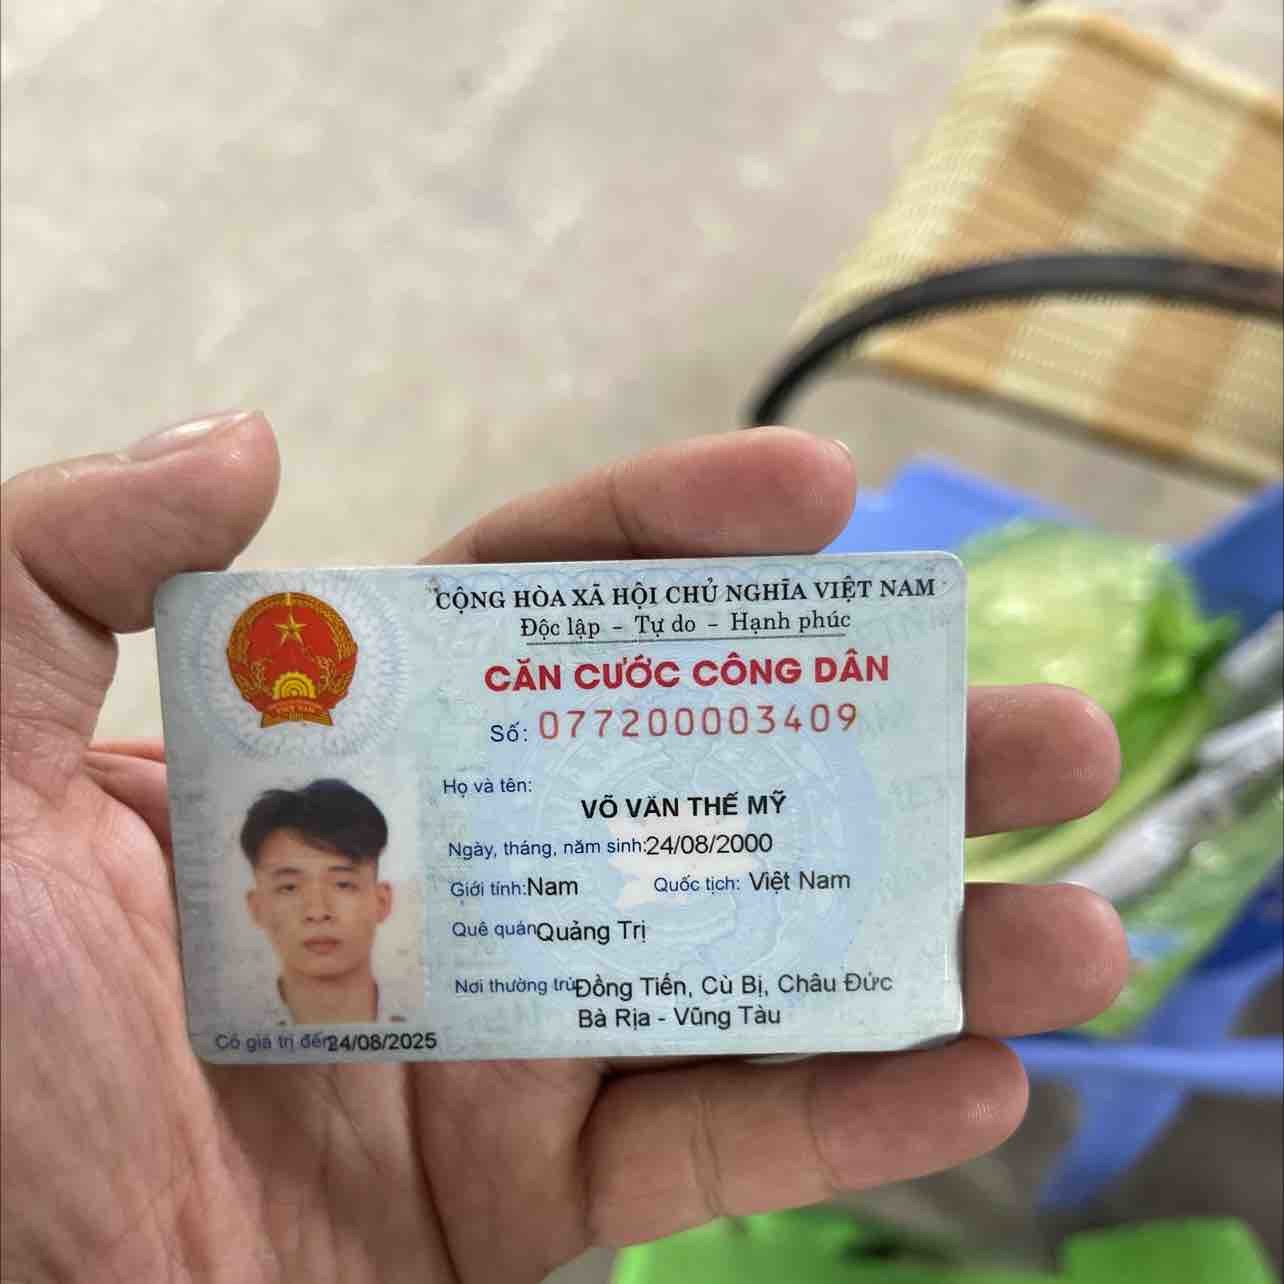 CỘNG HÒA XÃ HỘI CHỦ NGHĨA VIỆT NAM
Độc lập - Tự do - Hạnh phúc
CĂN CƯỚC CÔNG DÂN
Số: 077200003409
Họ và tên:
VÕ VĂN THẾ MỸ
Ngày, tháng, năm sinh:24/08/2000
Giới tính:Nam Quốc tịch: Việt Nam
Quê quán Quảng Trị
Nơi thường trú Đồng Tiến, Cù Bị, Châu Đức
Bà Rịa - Vũng Tàu
Có giá trị đến 24/08/2025
VIỆT NAM